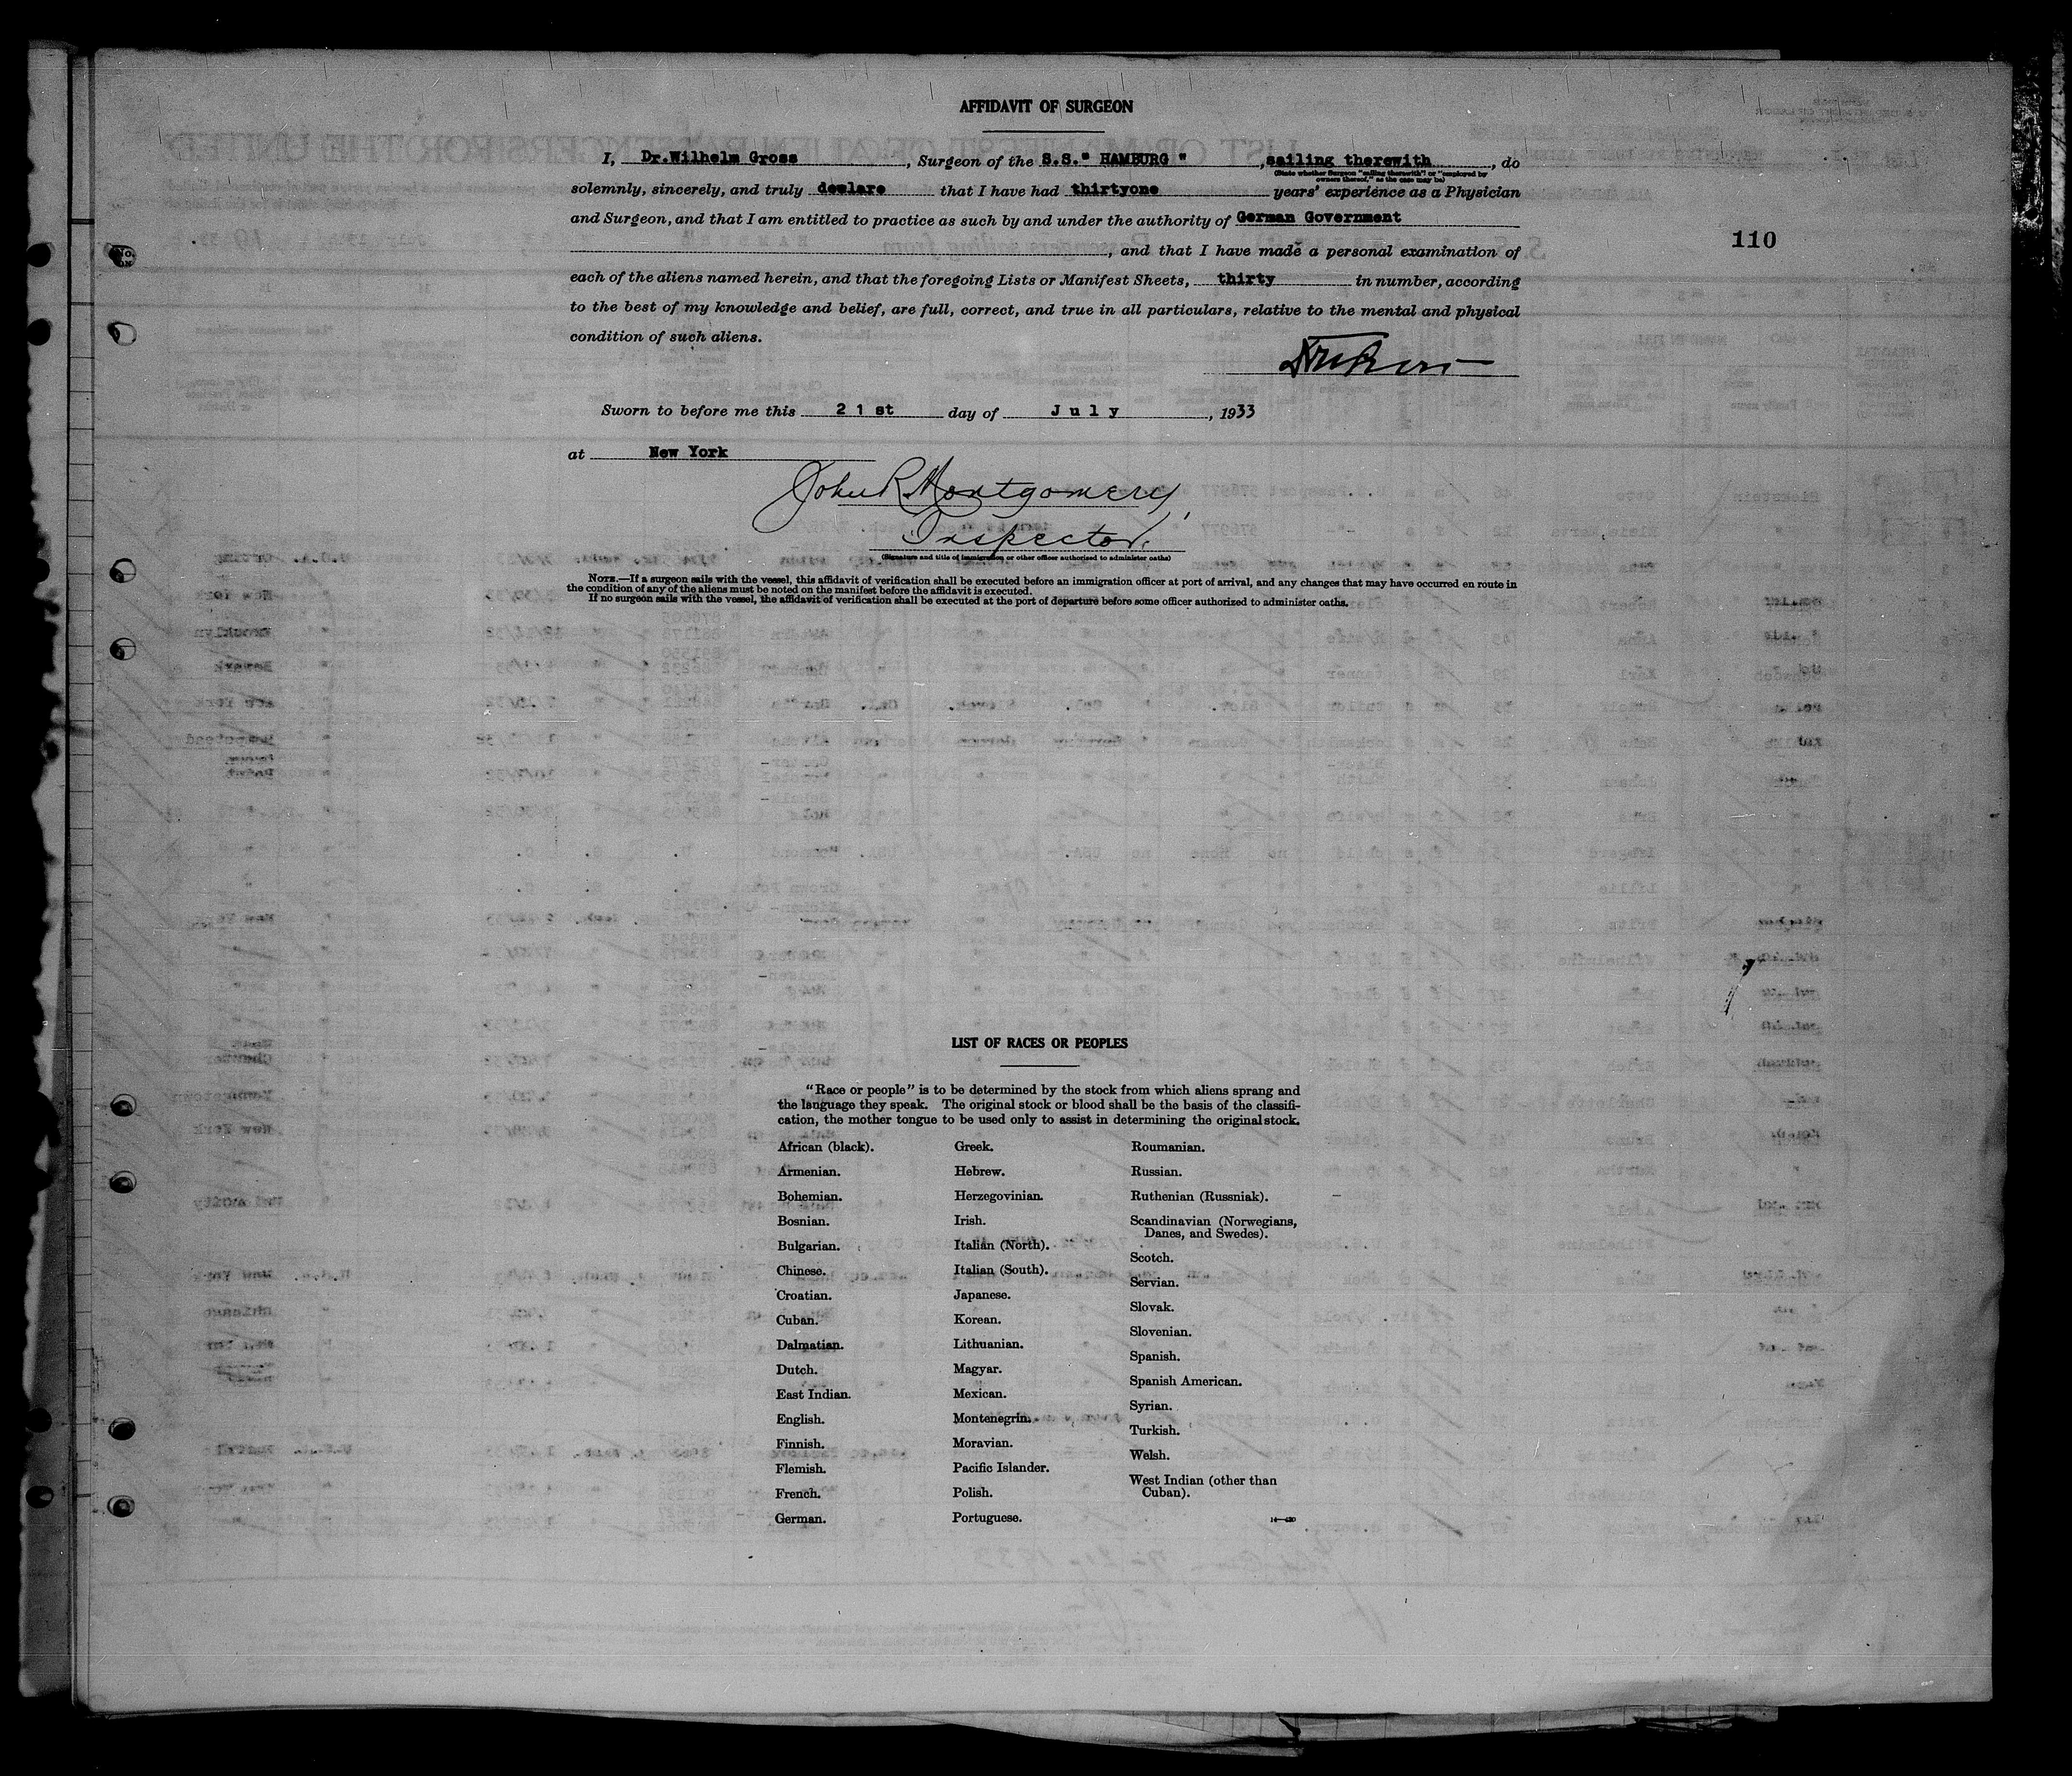 AFFIDAVIT OF SURGEON
I, Dr.Wilhelm Gross, Surgeon of the S.S." HAMBURG ", sailing therewith, do
(State whether Surgeon "sailing therewith" or "employed by
owners thereof," as the case may be)
solemnly, sincerely, and truly declare that I have had thirtyone years' experience as a Physician
and Surgeon, and that I am entitled to practice as such by and under the authority of German Government
110
, and that I have made a personal examination of
each of the aliens named herein, and that the foregoing Lists or Manifest Sheets, thirty in number, according
to the best of my knowledge and belief, are full, correct, and true in all particulars, relative to the mental and physical
condition of such aliens.
Sworn to before me this 21st day of July, 1933
at New York
John R Montgomery,
Inspector.
(Signature and title of immigration or other officer authorized to administer oaths)
NOTE.—If a surgeon sails with the vessel, this affidavit of verification shall be executed before an immigration officer at port of arrival, and any changes that may have occurred en route in
the condition of any of the aliens must be noted on the manifest before the affidavit is executed.
If no surgeon sails with the vessel, the affidavit of verification shall be executed at the port of departure before some officer authorized to administer oaths.
LIST OF RACES OR PEOPLES
"Race or people" is to be determined by the stock from which aliens sprang and
the language they speak. The original stock or blood shall be the basis of the classifi-
cation, the mother tongue to be used only to assist in determining the original stock.
African (black).
Armenian.
Bohemian.
Bosnian.
Bulgarian.
Chinese.
Croatian.
Cuban.
Dalmatian.
Dutch.
East Indian.
English.
Finnish.
Flemish.
French.
German.
Greek.
Hebrew.
Herzegovinian.
Irish.
Italian (North).
Italian (South).
Japanese.
Korean.
Lithuanian.
Magyar.
Mexican.
Montenegrin.
Moravian.
Pacific Islander.
Polish.
Portuguese.
Roumanian.
Russian.
Ruthenian (Russniak).
Scandinavian (Norwegians,
Danes, and Swedes).
Scotch.
Servian.
Slovak.
Slovenian.
Spanish.
Spanish American.
Syrian.
Turkish.
Welsh.
West Indian (other than
Cuban).